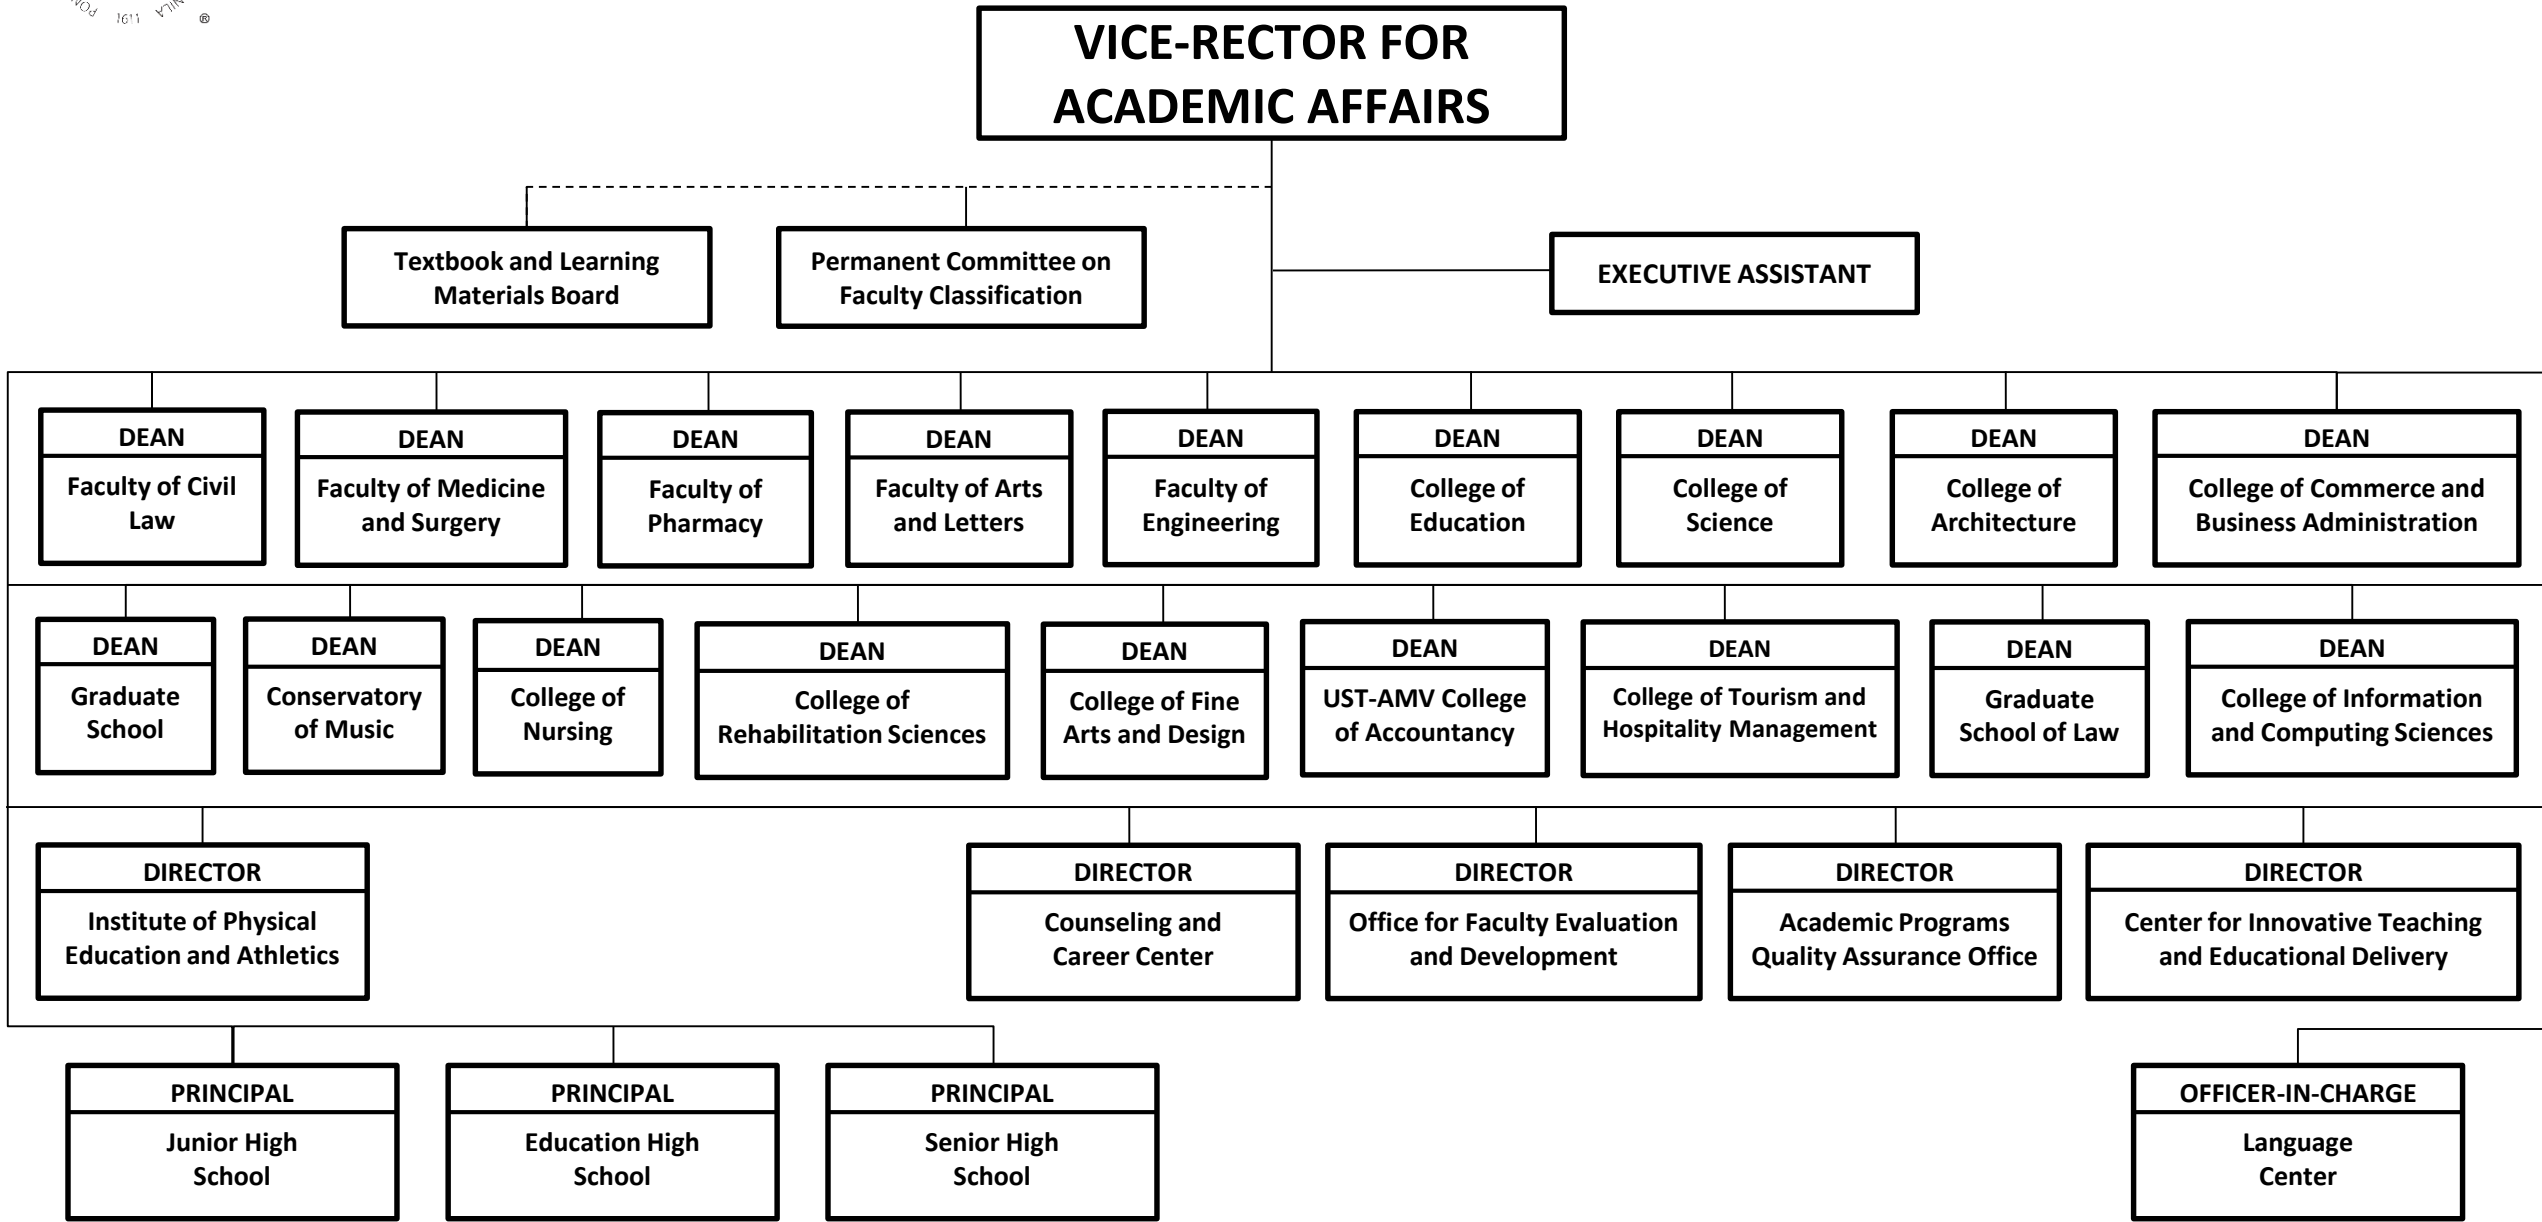 1611
®
VICE-RECTOR FOR
ACADEMIC AFFAIRS
Textbook and Learning
Materials Board
Permanent Committee on
Faculty Classification
EXECUTIVE ASSISTANT
DEAN
Faculty of Civil
Law
DEAN
Faculty of Medicine
and Surgery
DEAN
Faculty of
Pharmacy
DEAN
Faculty of Arts
and Letters
DEAN
Faculty of
Engineering
DEAN
College of
Education
DEAN
College of
Science
DEAN
College of
Architecture
DEAN
College of Commerce and
Business Administration
DEAN
Graduate
School
DEAN
Conservatory
of Music
DEAN
College of
Nursing
DEAN
College of
Rehabilitation Sciences
DEAN
College of Fine
Arts and Design
DEAN
UST-AMV College
of Accountancy
DEAN
College of Tourism and
Hospitality Management
DEAN
Graduate
School of Law
DEAN
College of Information
and Computing Sciences
DIRECTOR
Institute of Physical
Education and Athletics
DIRECTOR
Counseling and
Career Center
DIRECTOR
Office for Faculty Evaluation
and Development
DIRECTOR
Academic Programs
Quality Assurance Office
DIRECTOR
Center for Innovative Teaching
and Educational Delivery
PRINCIPAL
Junior High
School
PRINCIPAL
Education High
School
PRINCIPAL
Senior High
School
OFFICER-IN-CHARGE
Language
Center